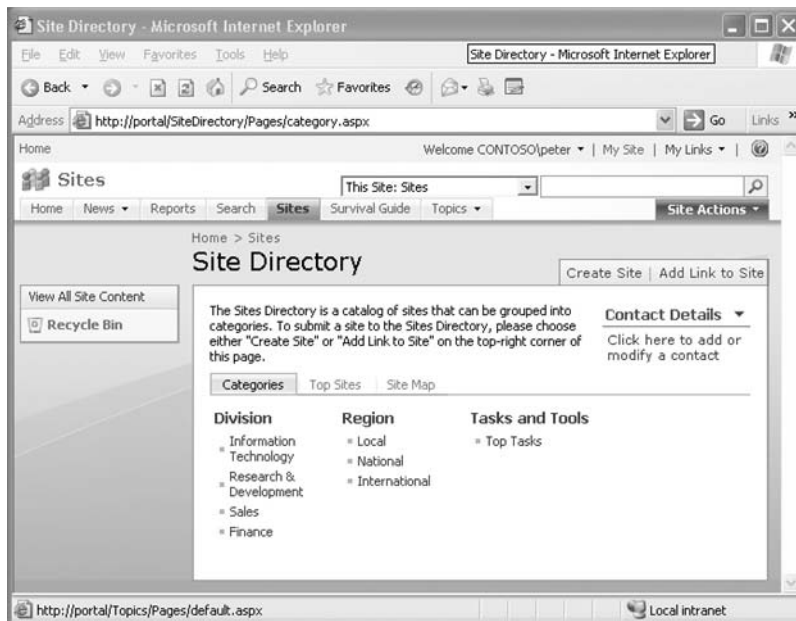 Site Directory - Microsoft Internet Explorer
File Edit View Favorites Tools Help
Site Directory - Microsoft Internet Explorer
Back Search Favorites
Address http://portal/SiteDirectory/Pages/category.aspx Go Links »
Home Welcome CONTOSO\peter | My Site | My Links |
Sites This Site: Sites
Home News Reports Search Sites Survival Guide Topics Site Actions
Home > Sites
Site Directory
Create Site | Add Link to Site
View All Site Content
Recycle Bin
The Sites Directory is a catalog of sites that can be grouped into
categories. To submit a site to the Sites Directory, please choose
either "Create Site" or "Add Link to Site" on the top-right corner of
this page.
Contact Details
Click here to add or
modify a contact
Categories Top Sites Site Map
Division
Information
Technology
Research &
Development
Sales
Finance
Region
Local
National
International
Tasks and Tools
Top Tasks
http://portal/Topics/Pages/default.aspx Local intranet